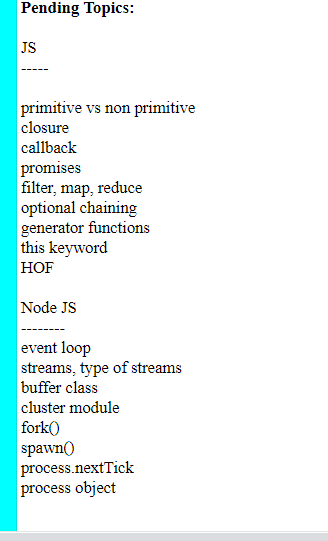 Pending Topics:
JS
-----
primitive vs non primitive
closure
callback
promises
filter, map, reduce
optional chaining
generator functions
this keyword
HOF
Node JS
--------
event loop
streams, type of streams
buffer class
cluster module
fork()
spawn()
process.nextTick
process object